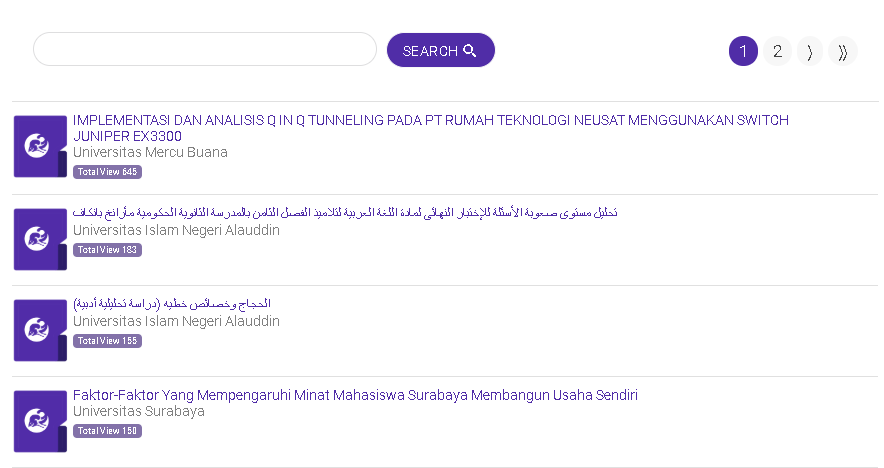 SEARCH
1 2 ⟩ ⟫
IMPLEMENTASI DAN ANALISIS Q IN Q TUNNELING PADA PT RUMAH TEKNOLOGI NEUSAT MENGGUNAKAN SWITCH
JUNIPER EX3300
Universitas Mercu Buana
Total View 645
تحليل مستوى صعوبة الأسئلة للإختبار النهائى لمادة اللغة العربية لتلاميذ الفصل الثامن بالمدرسة الثانوية الحكومية مأرانخ بانكاف
Universitas Islam Negeri Alauddin
Total View 183
الحجاج وخصائص خطبه (دراسة تحليلية أدبية)
Universitas Islam Negeri Alauddin
Total View 155
Faktor-Faktor Yang Mempengaruhi Minat Mahasiswa Surabaya Membangun Usaha Sendiri
Universitas Surabaya
Total View 150